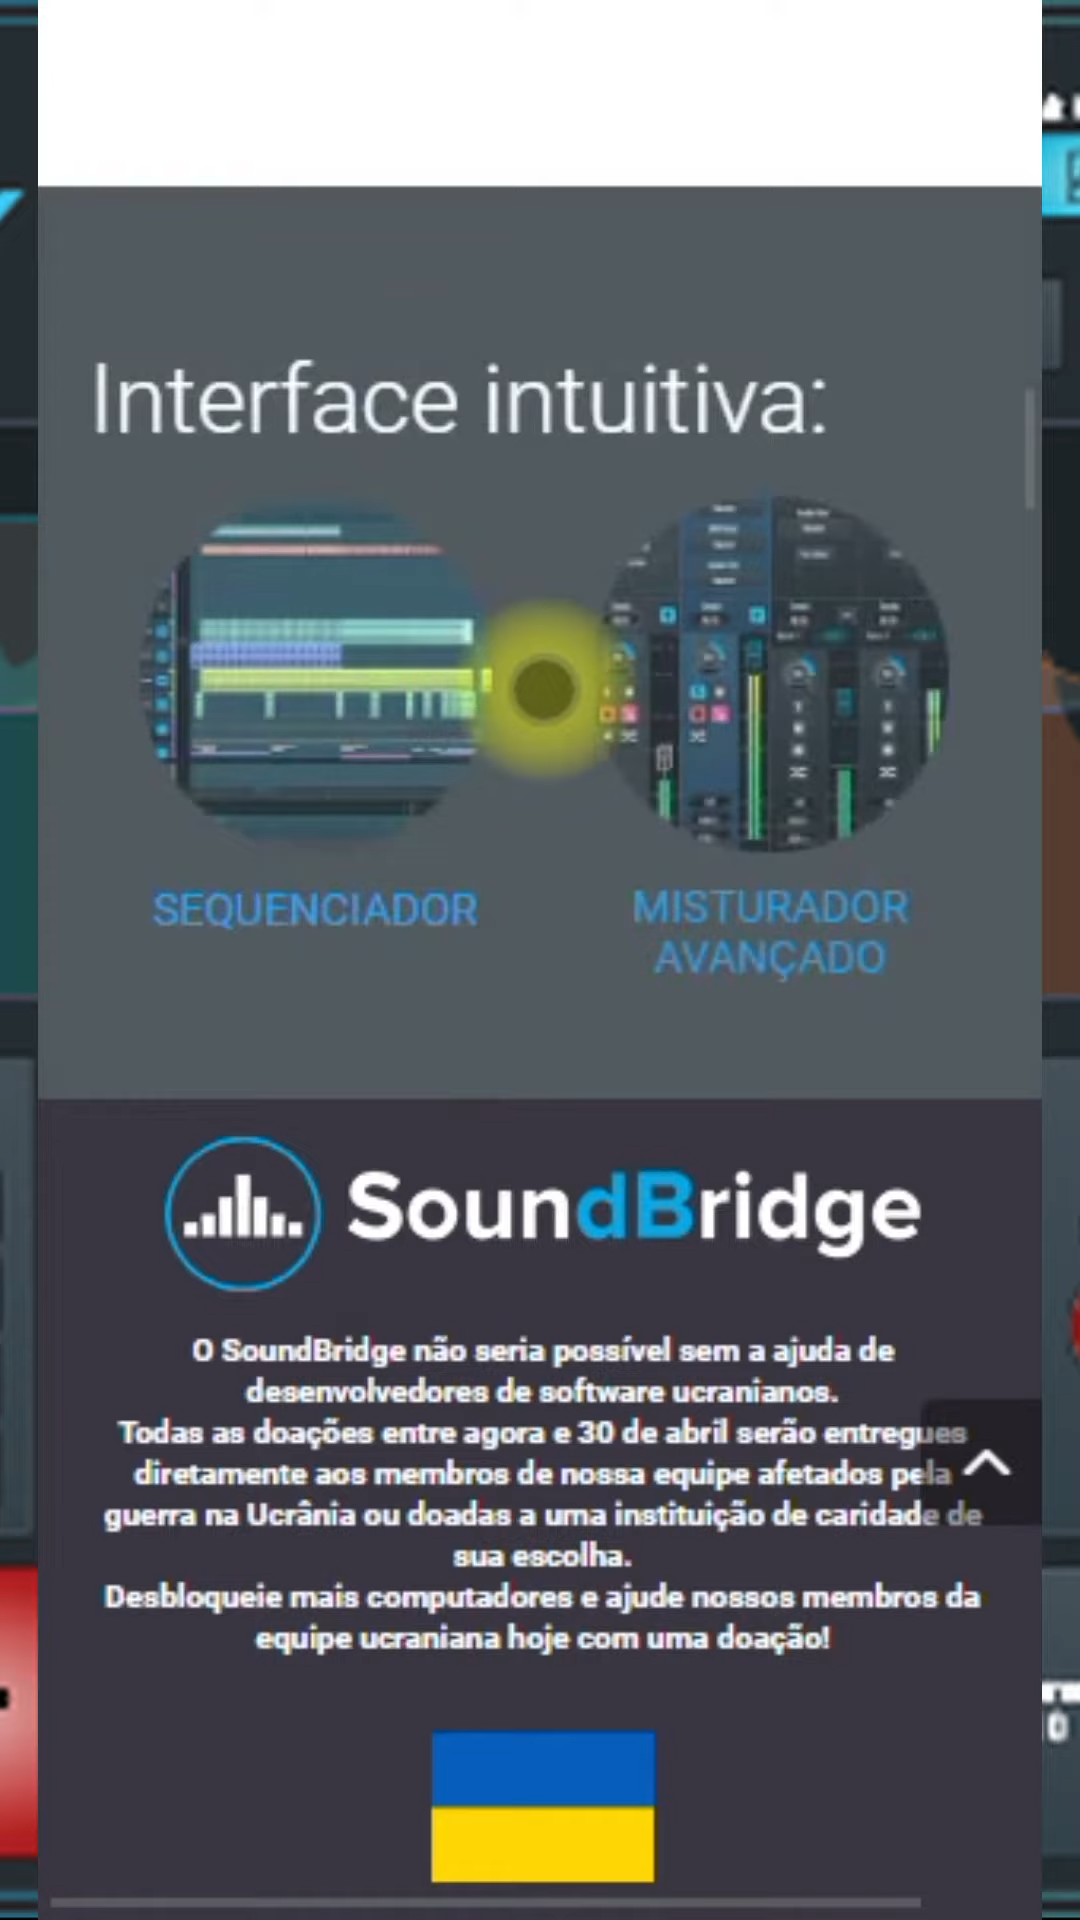 Interface intuitiva:
SEQUENCIADOR
MISTURADOR
AVANÇADO
SoundBridge
O SoundBridge não seria possível sem a ajuda de
desenvolvedores de software ucranianos.
Todas as doações entre agora e 30 de abril serão entregues
diretamente aos membros de nossa equipe afetados pela
guerra na Ucrânia ou doadas a uma instituição de caridade de
sua escolha.
Desbloqueie mais computadores e ajude nossos membros da
equipe ucraniana hoje com uma doação!